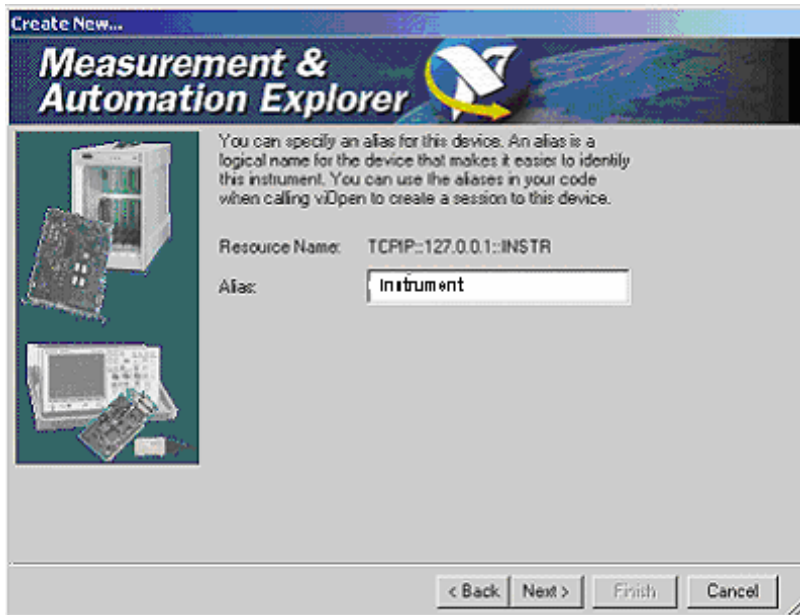 Create New...
Measurement &
Automation Explorer
You can specify an alias for this device. An alias is a
logical name for the device that makes it easier to identify
this instrument. You can use the aliases in your code
when calling viOpen to create a session to this device.
Resource Name: TCPIP::127.0.0.1::INSTR
Alias: Instrument
< Back Next > Finish Cancel